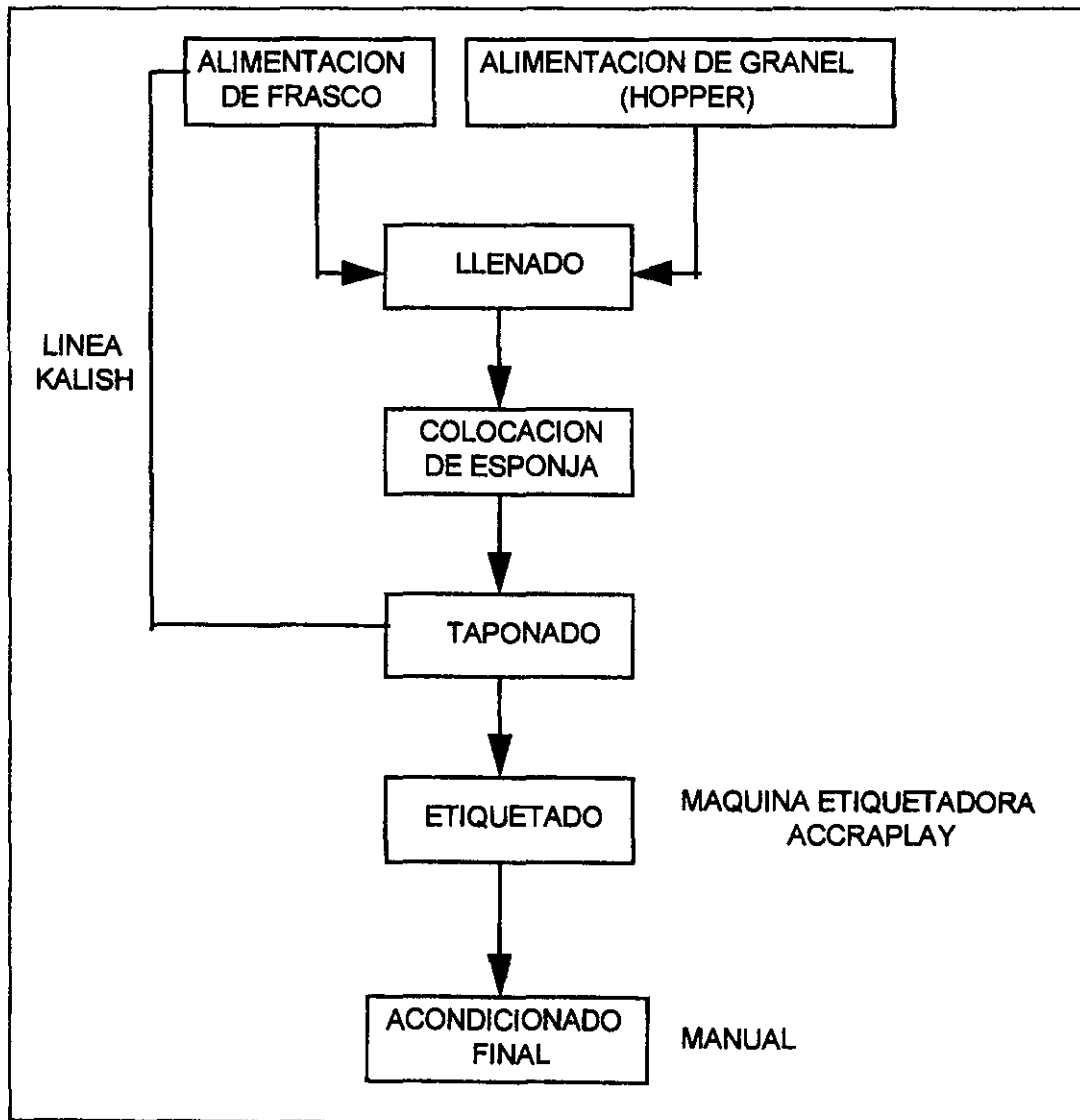 ALIMENTACION
DE FRASCO
ALIMENTACION DE GRANEL
(HOPPER)
LLENADO
LINEA
KALISH
COLOCACION
DE ESPONJA
TAPONADO
ETIQUETADO
MAQUINA ETIQUETADORA
ACCRAPLAY
ACONDICIONADO
FINAL
MANUAL